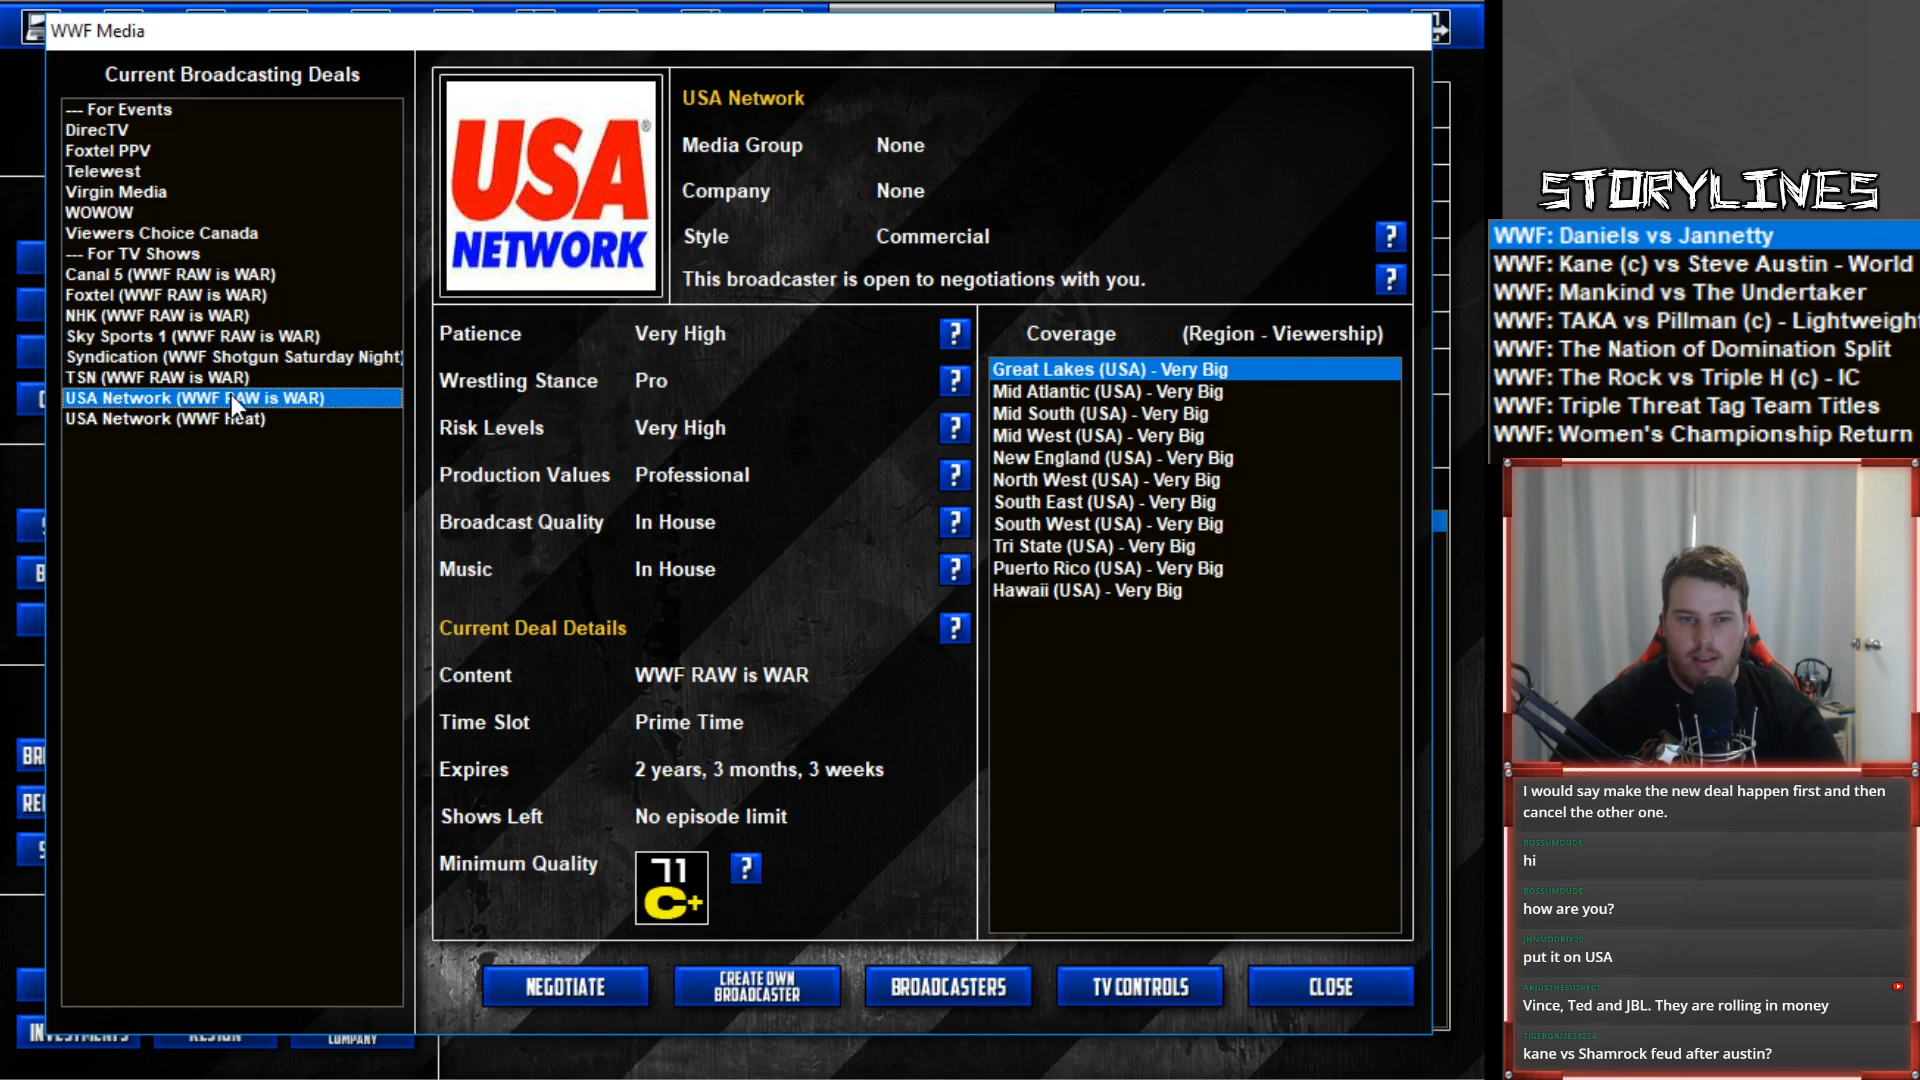 WWF Media
Current Broadcasting Deals
--- For Events
DirecTV
Foxtel PPV
Telewest
Virgin Media
WOWOW
Viewers Choice Canada
--- For TV Shows
Canal 5 (WWF RAW is WAR)
Foxtel (WWF RAW is WAR)
NHK (WWF RAW is WAR)
Sky Sports 1 (WWF RAW is WAR)
Syndication (WWF Shotgun Saturday Night)
TSN (WWF RAW is WAR)
USA Network (WWF RAW is WAR)
USA Network (WWF Heat)
USA
®
NETWORK
USA Network
Media Group None
Company None
Style Commercial ?
This broadcaster is open to negotiations with you. ?
Patience Very High ?
Wrestling Stance Pro ?
Risk Levels Very High ?
Production Values Professional ?
Broadcast Quality In House ?
Music In House ?
Current Deal Details ?
Content WWF RAW is WAR
Time Slot Prime Time
Expires 2 years, 3 months, 3 weeks
Shows Left No episode limit
Minimum Quality 71 C+ ?
Coverage (Region - Viewership)
Great Lakes (USA) - Very Big
Mid Atlantic (USA) - Very Big
Mid South (USA) - Very Big
Mid West (USA) - Very Big
New England (USA) - Very Big
North West (USA) - Very Big
South East (USA) - Very Big
South West (USA) - Very Big
Tri State (USA) - Very Big
Puerto Rico (USA) - Very Big
Hawaii (USA) - Very Big
NEGOTIATE
CREATE OWN
BROADCASTER
BROADCASTERS
TV CONTROLS
CLOSE
COMPANY
STORYLINES
WWF: Daniels vs Jannetty
WWF: Kane (c) vs Steve Austin - World
WWF: Mankind vs The Undertaker
WWF: TAKA vs Pillman (c) - Lightweight
WWF: The Nation of Domination Split
WWF: The Rock vs Triple H (c) - IC
WWF: Triple Threat Tag Team Titles
WWF: Women's Championship Return
I would say make the new deal happen first and then
cancel the other one.
BOSSUMDUDE
hi
BOSSUMDUDE
how are you?
JHNMDDRIX29
put it on USA
ARIUSTHESUSPECT
Vince, Ted and JBL. They are rolling in money
TIGERGAMES1234
kane vs Shamrock feud after austin?